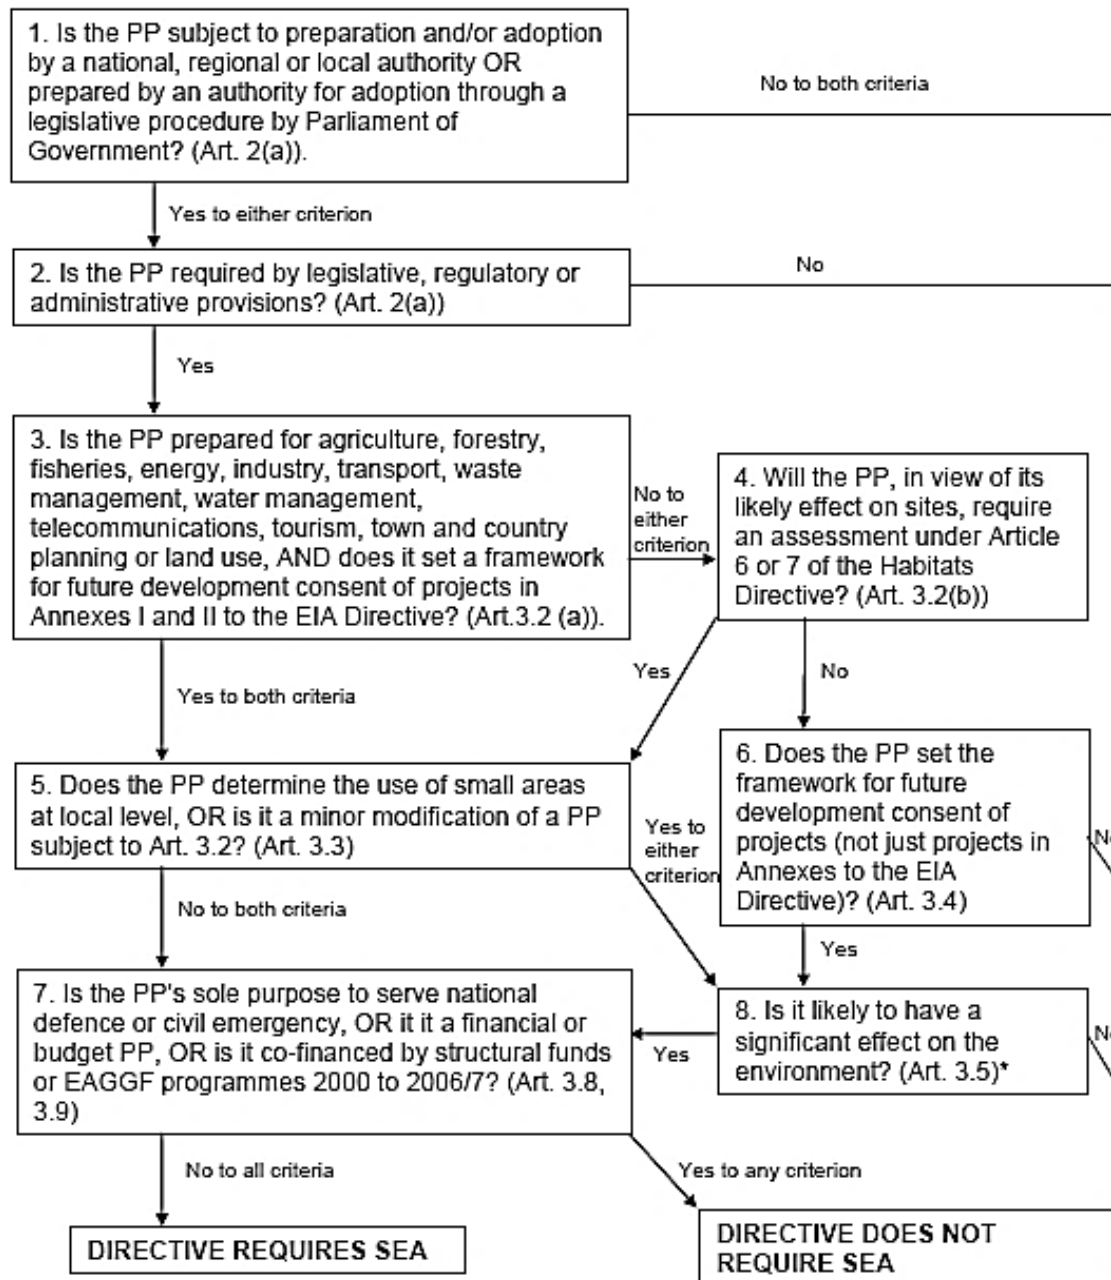 1. Is the PP subject to preparation and/or adoption
by a national, regional or local authority OR
prepared by an authority for adoption through a
legislative procedure by Parliament of
Government? (Art. 2(a)).
No to both criteria
Yes to either criterion
2. Is the PP required by legislative, regulatory or
administrative provisions? (Art. 2(a))
No
Yes
3. Is the PP prepared for agriculture, forestry,
fisheries, energy, industry, transport, waste
management, water management,
telecommunications, tourism, town and country
planning or land use, AND does it set a framework
for future development consent of projects in
Annexes I and II to the EIA Directive? (Art.3.2 (a)).
No to
either
criterion
4. Will the PP, in view of its
likely effect on sites, require
an assessment under Article
6 or 7 of the Habitats
Directive? (Art. 3.2(b))
Yes to both criteria
Yes
No
5. Does the PP determine the use of small areas
at local level, OR is it a minor modification of a PP
subject to Art. 3.2? (Art. 3.3)
Yes to
either
criterion
6. Does the PP set the
framework for future
development consent of
projects (not just projects in
Annexes to the EIA
Directive)? (Art. 3.4)
No
No to both criteria
Yes
7. Is the PP's sole purpose to serve national
defence or civil emergency, OR it it a financial or
budget PP, OR is it co-financed by structural funds
or EAGGF programmes 2000 to 2006/7? (Art. 3.8,
3.9)
Yes
8. Is it likely to have a
significant effect on the
environment? (Art. 3.5)*
No
No to all criteria
Yes to any criterion
DIRECTIVE REQUIRES SEA
DIRECTIVE DOES NOT
REQUIRE SEA